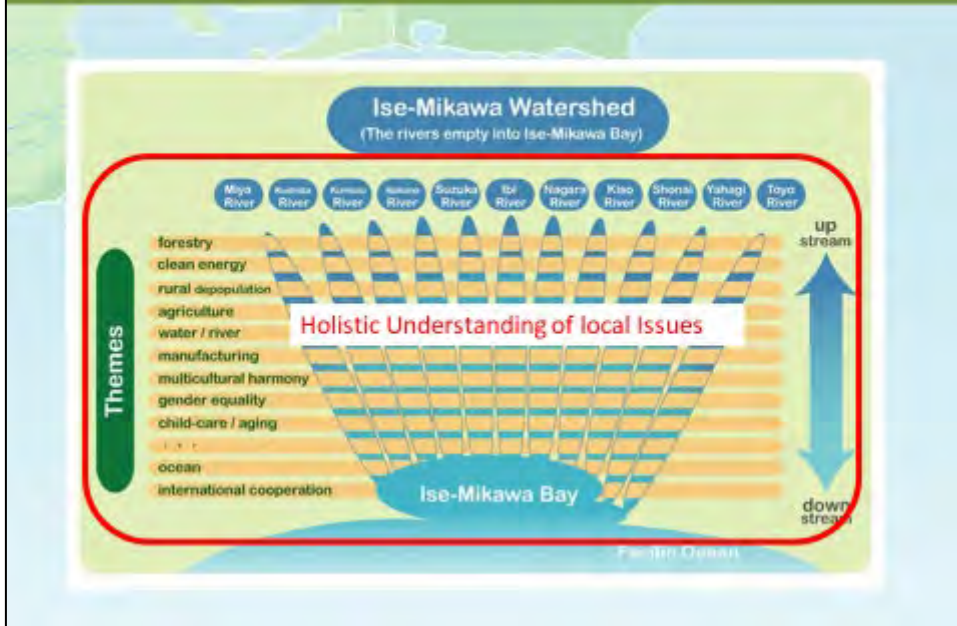 Ise-Mikawa Watershed
(The rivers empty into Ise-Mikawa Bay)
Miya River
River
River
River
Suzuka River
Ibi River
Nagara River
Kiso River
Shonai River
Yahagi River
Toyo River
up stream
forestry
clean energy
rural depopulation
agriculture
Holistic Understanding of local Issues
water / river
manufacturing
multicultural harmony
gender equality
child-care / aging
. . .
ocean
international cooperation
Themes
Ise-Mikawa Bay
down stream
Pacific Ocean